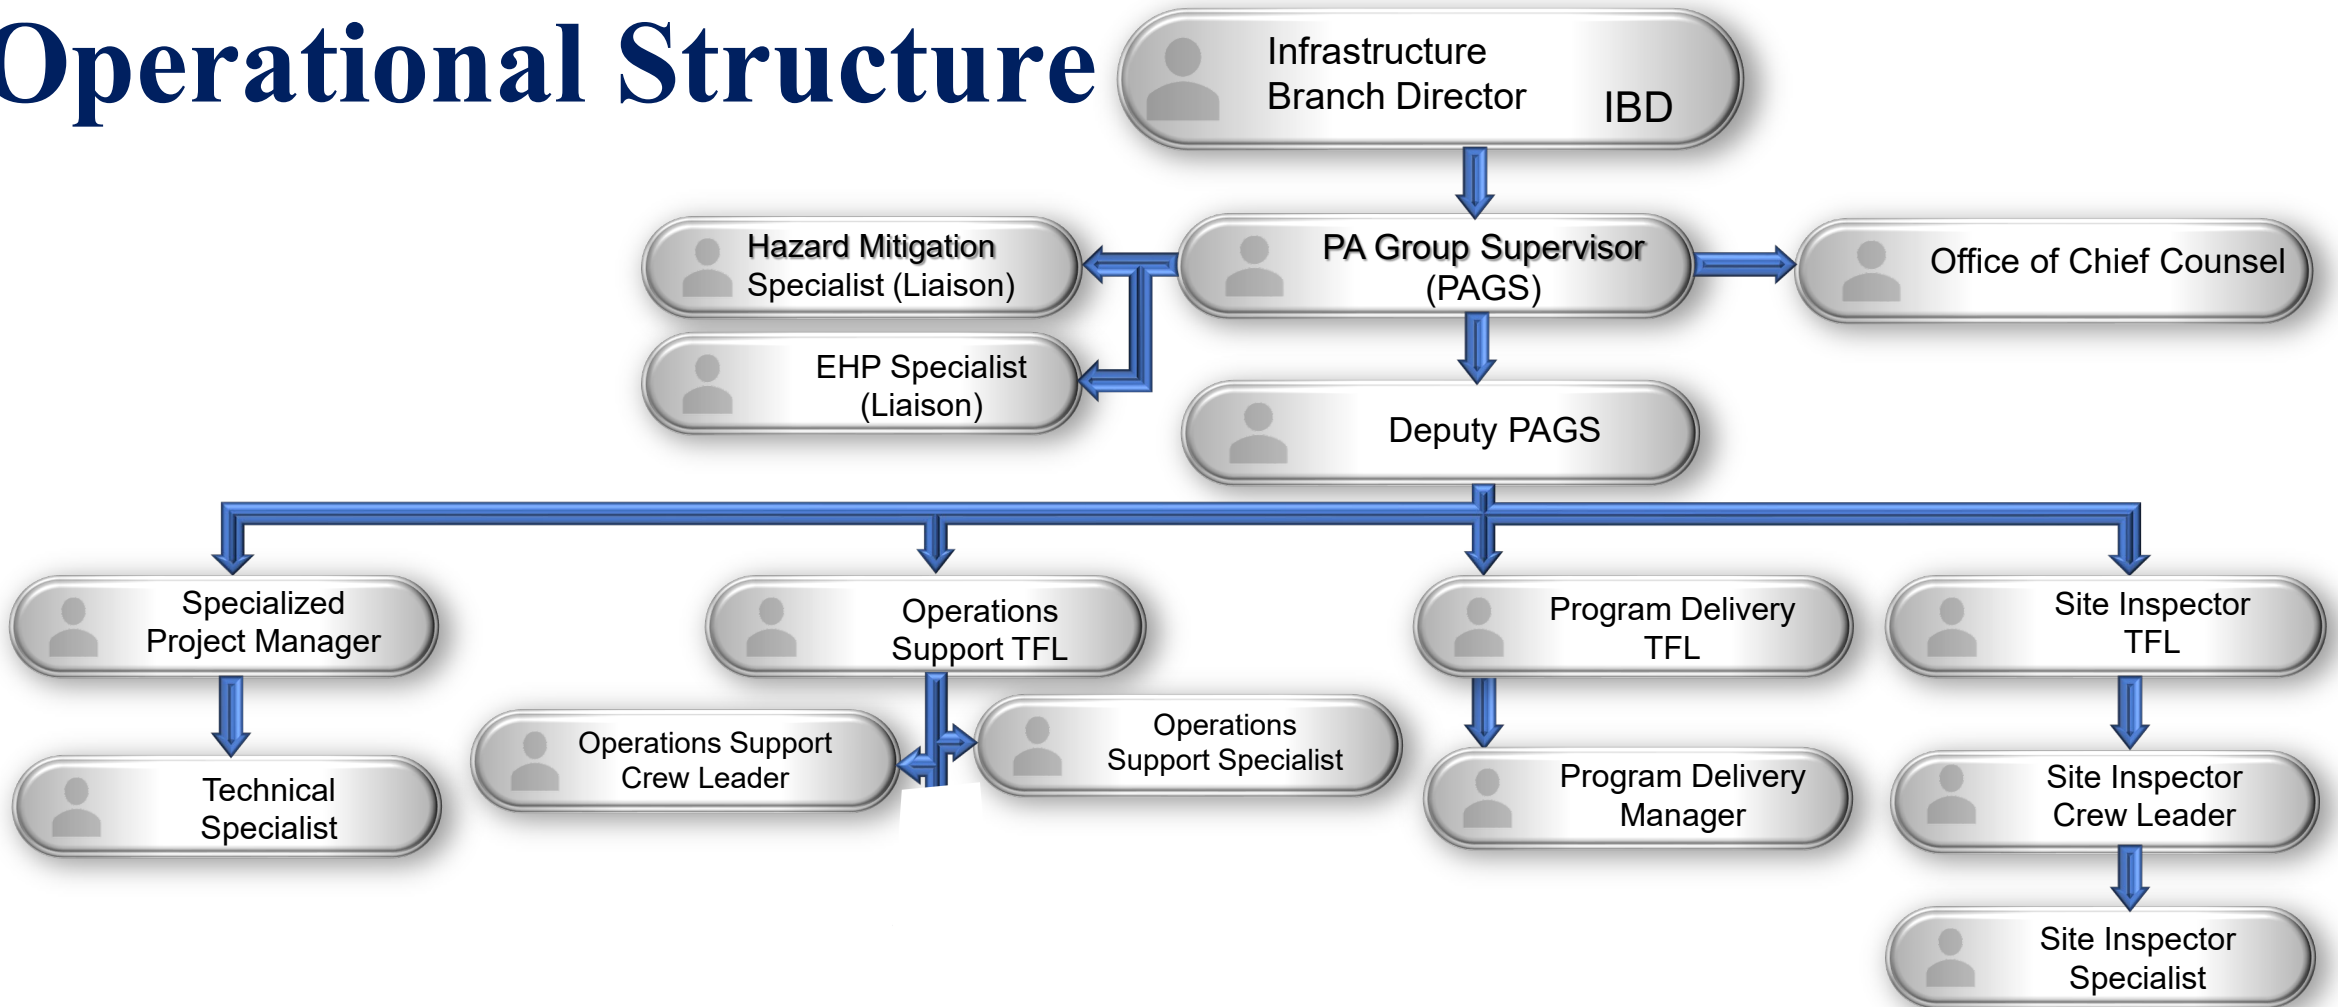 Operational Structure
Infrastructure
Branch Director
IBD
Hazard Mitigation
Specialist (Liaison)
PA Group Supervisor
(PAGS)
Office of Chief Counsel
EHP Specialist
(Liaison)
Deputy PAGS
Specialized
Project Manager
Operations
Support TFL
Program Delivery
TFL
Site Inspector
TFL
Operations Support
Crew Leader
Operations
Support Specialist
Technical
Specialist
Program Delivery
Manager
Site Inspector
Crew Leader
Site Inspector
Specialist